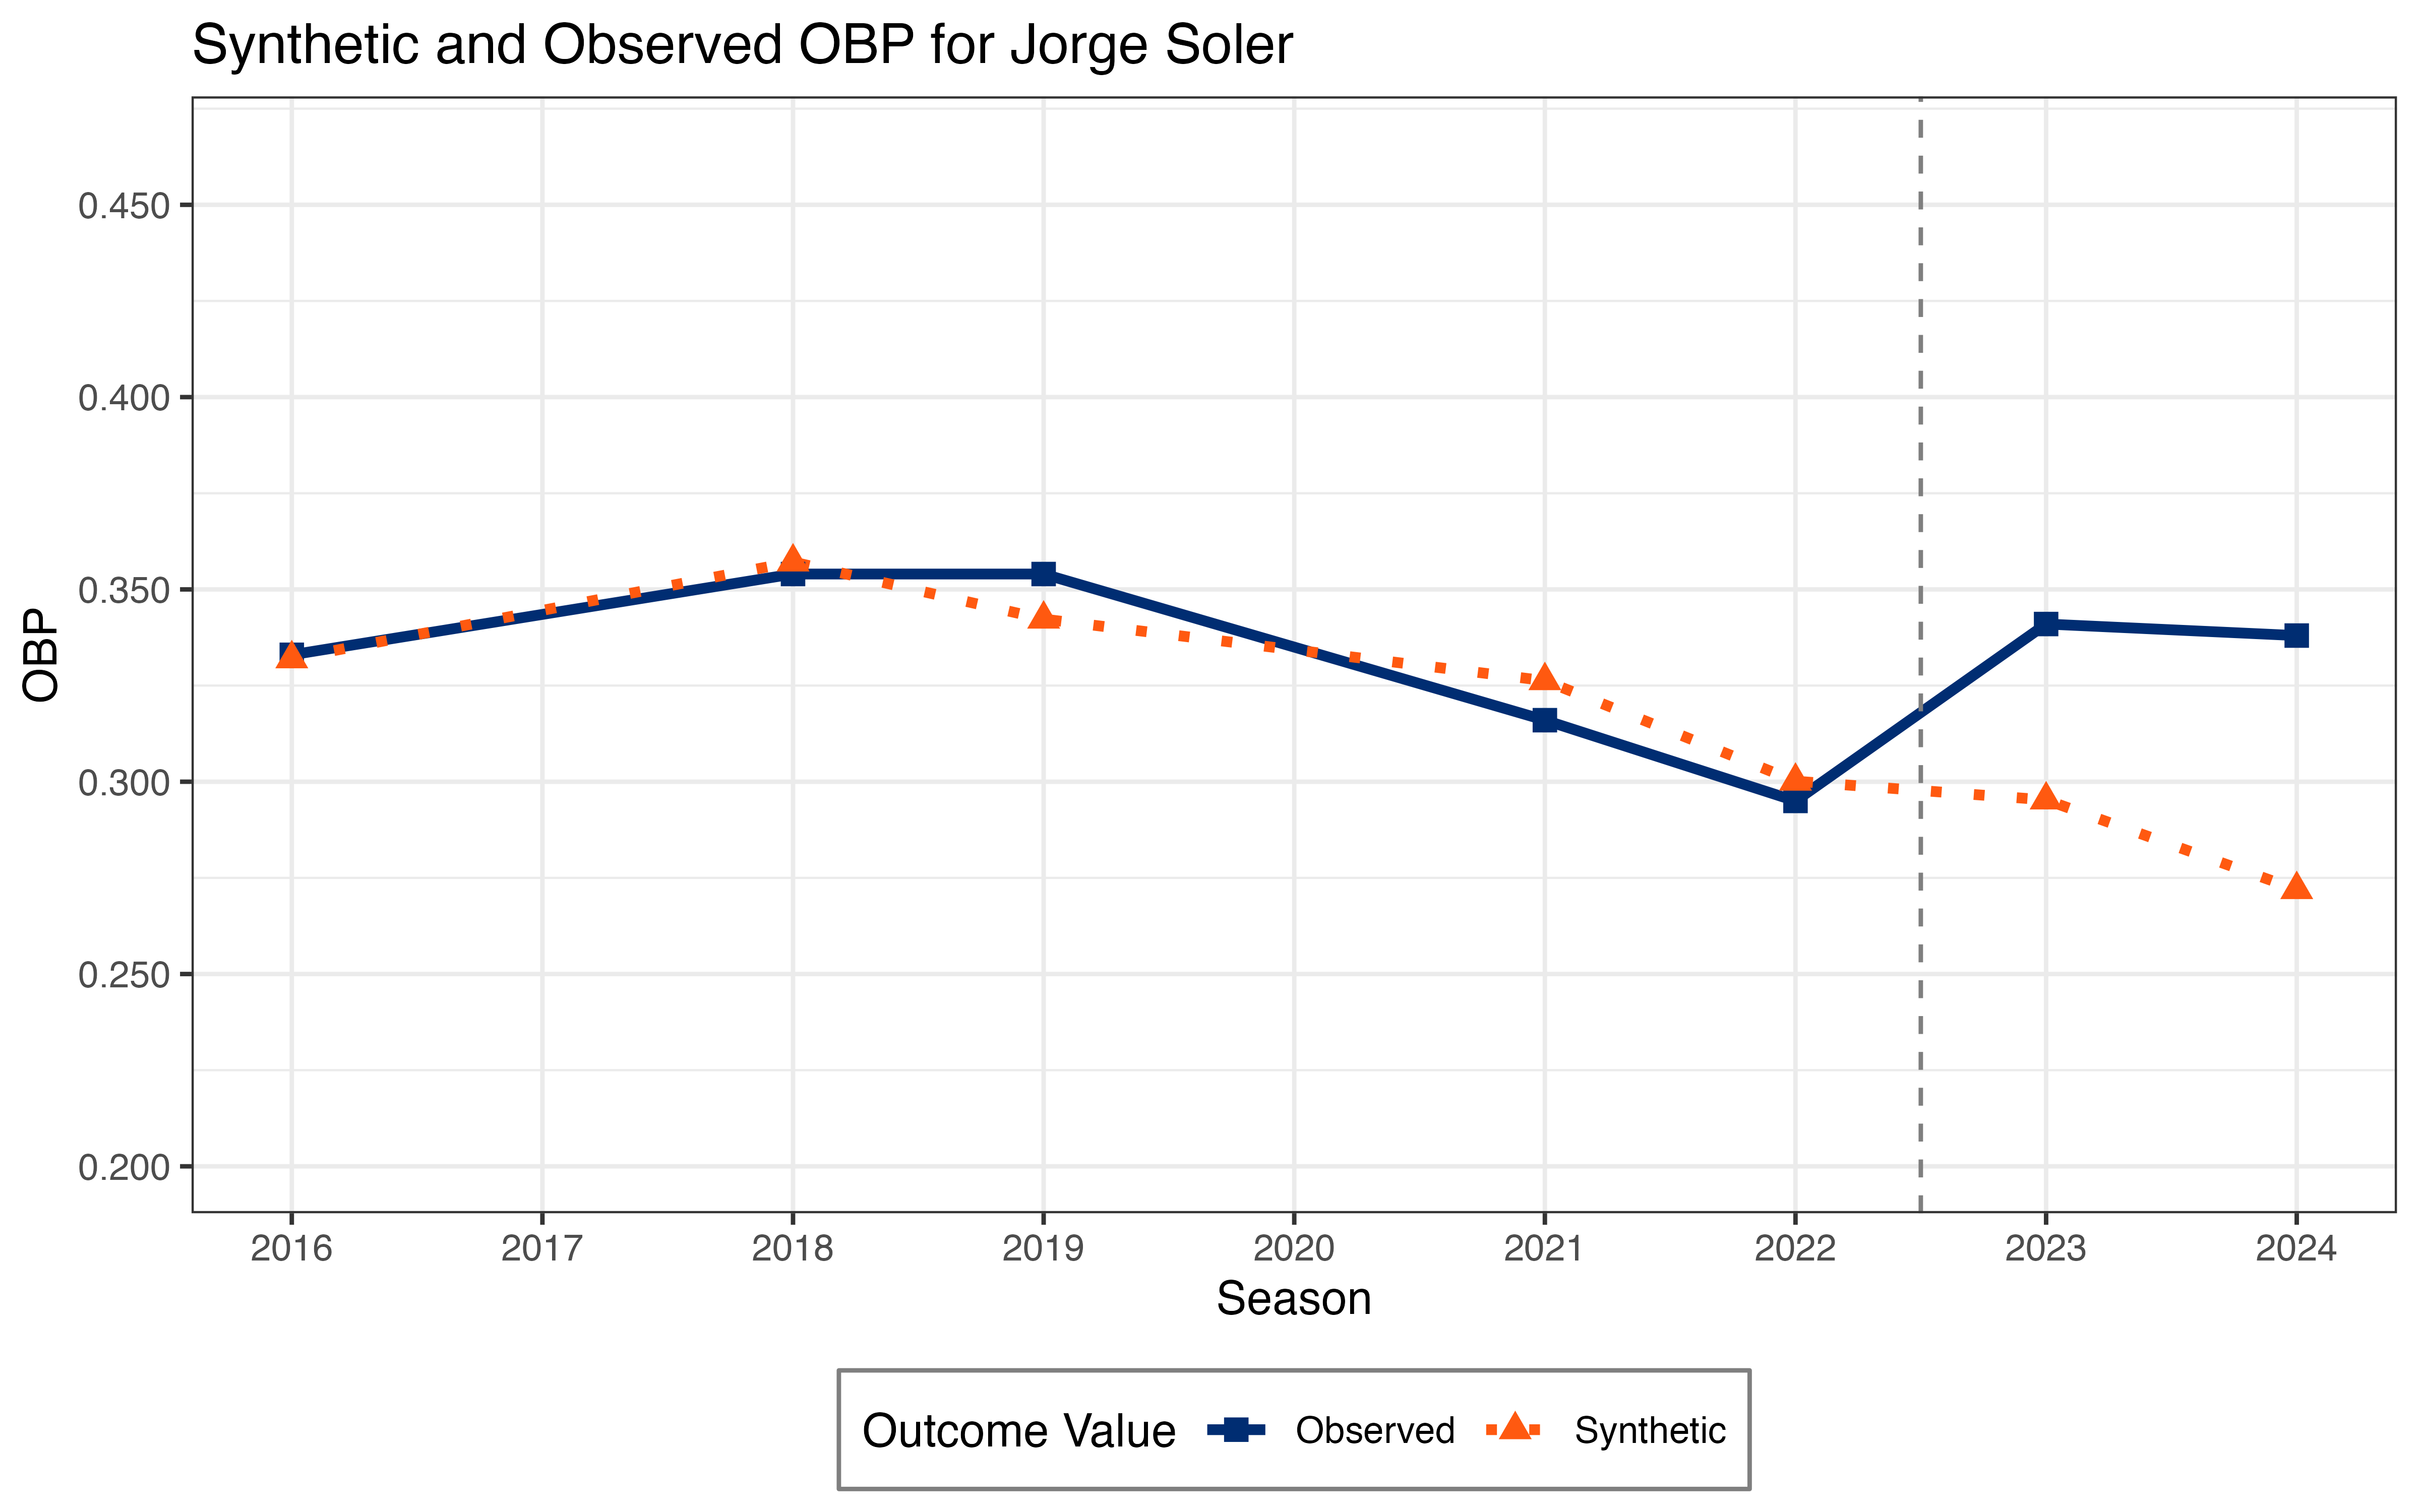 Synthetic and Observed OBP for Jorge Soler
OBP
0.450
0.400
0.350
0.300
0.250
0.200
2016 2017 2018 2019 2020 2021 2022 2023 2024
Season
Outcome Value Observed Synthetic